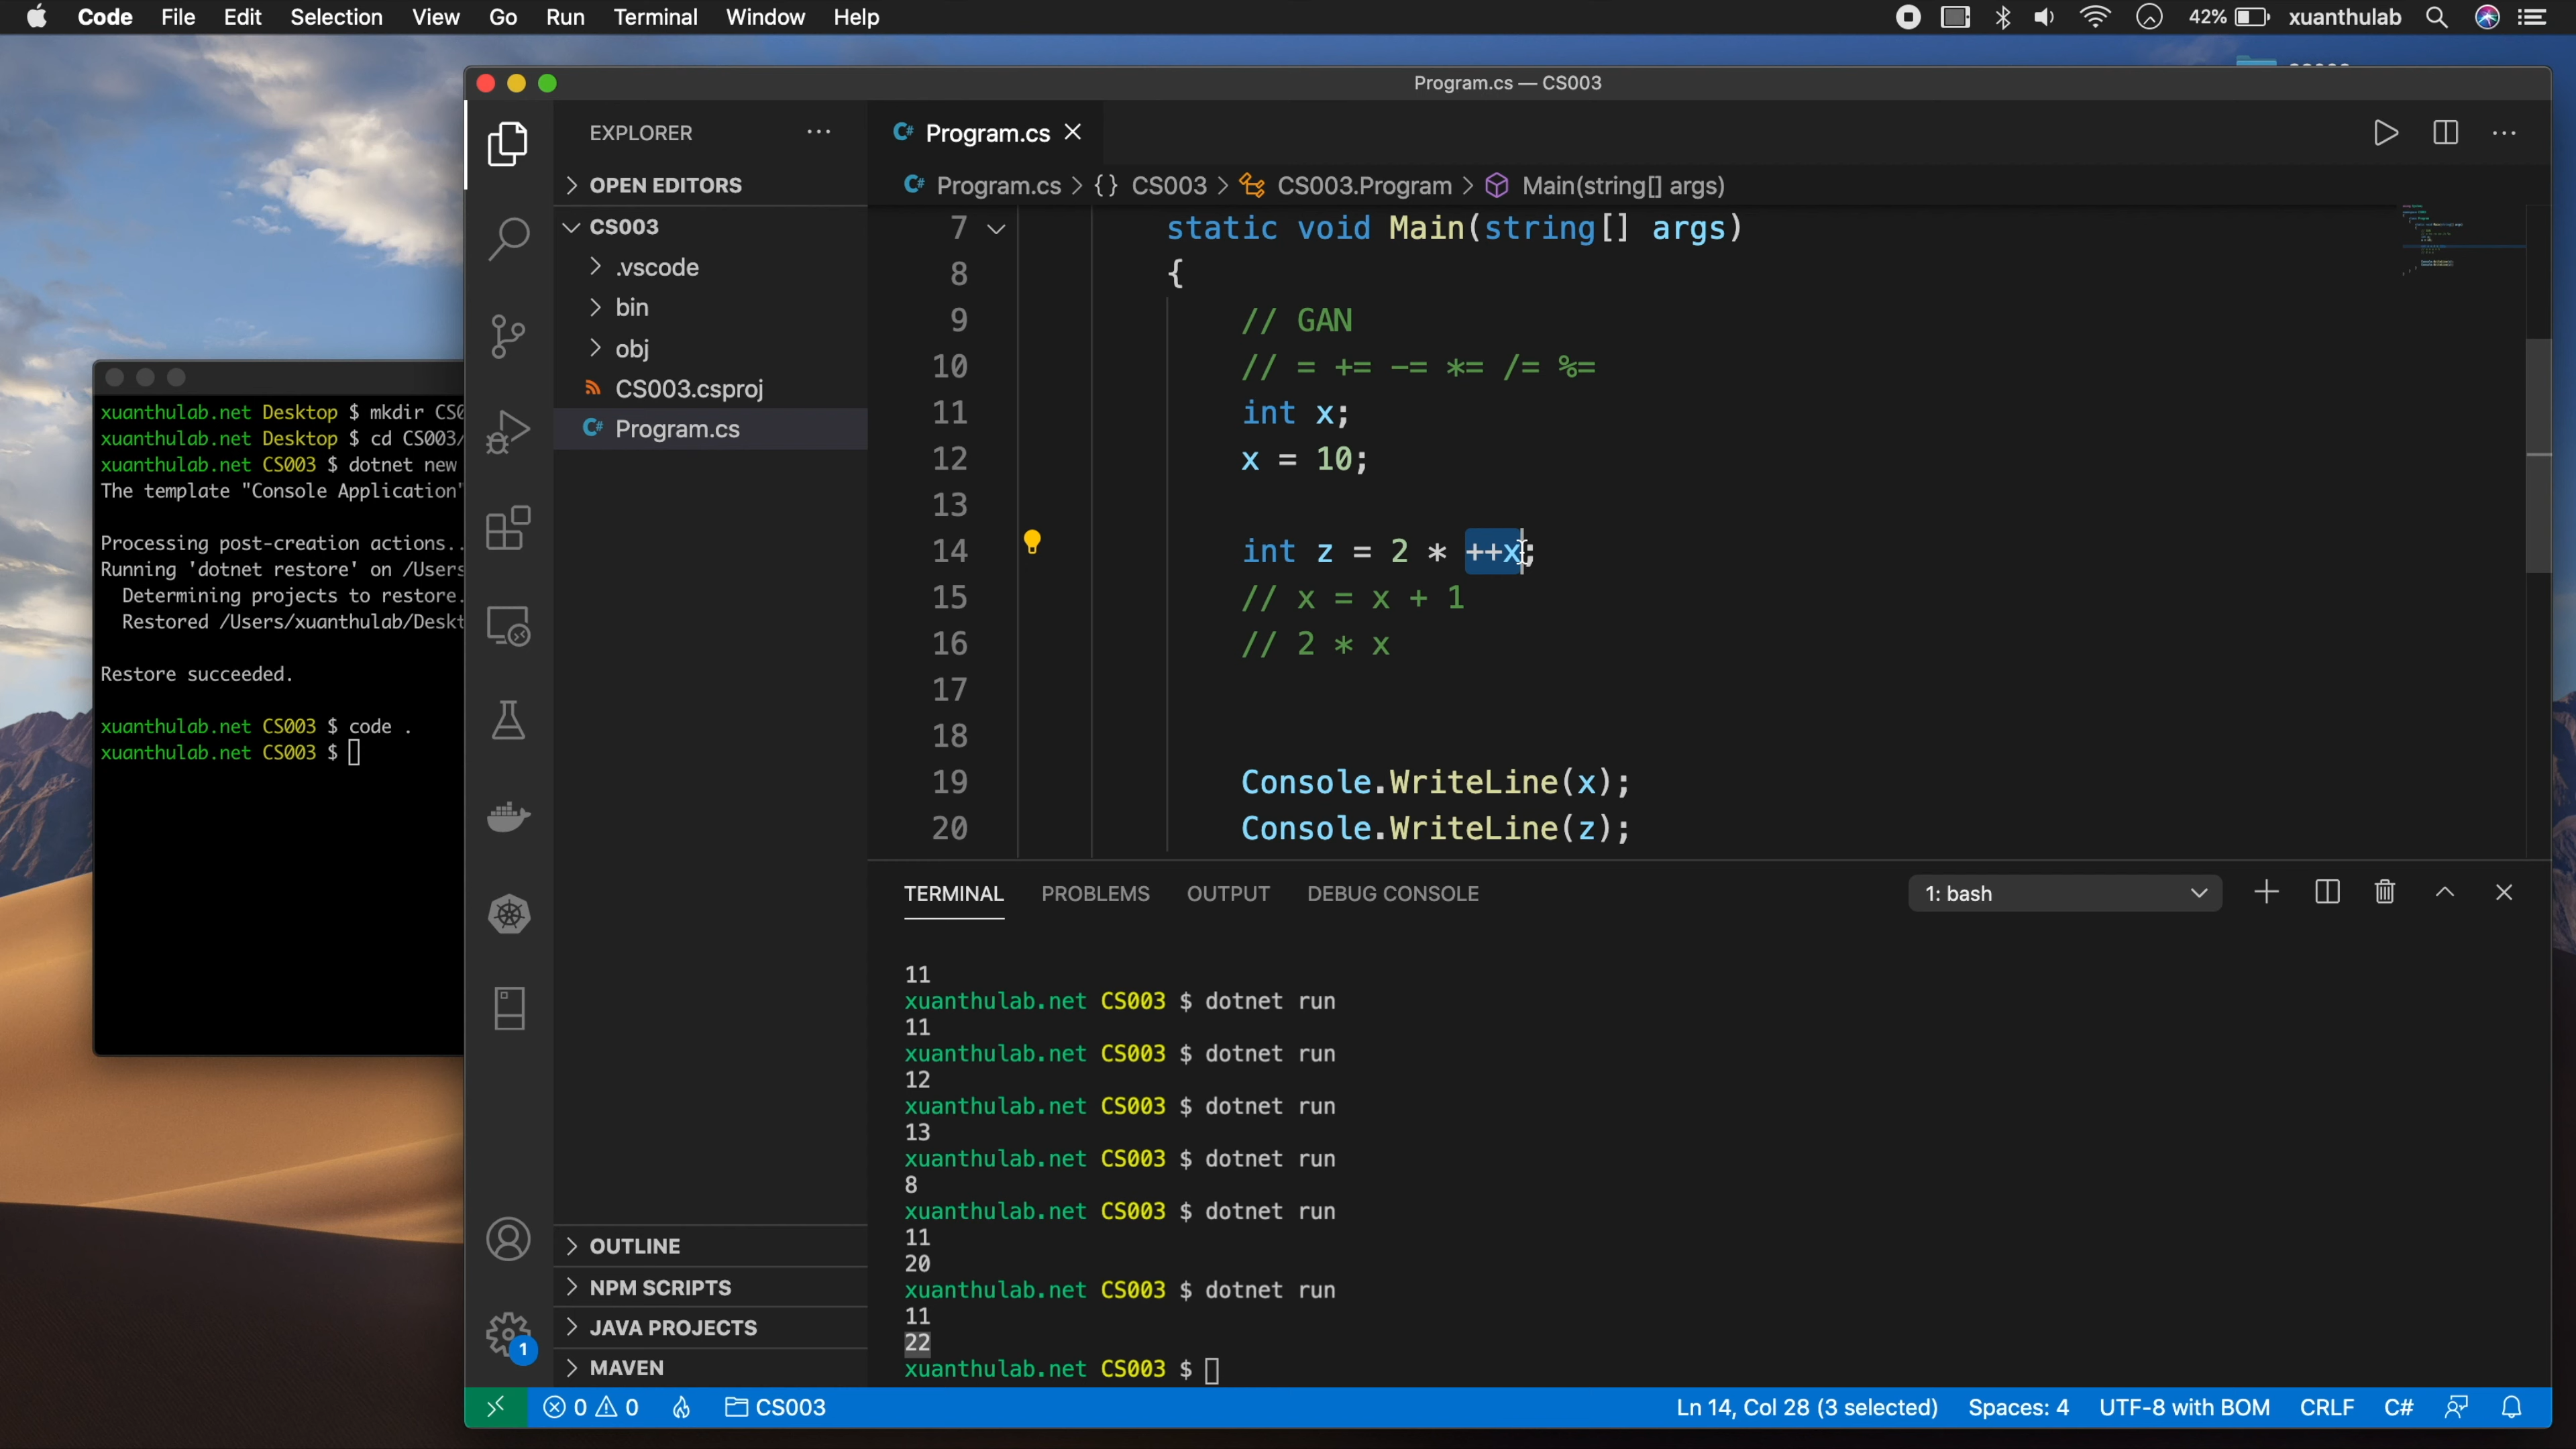 Code File Edit Selection View Go Run Terminal Window Help 42% xuanthulab
Program.cs — CS003
EXPLORER
OPEN EDITORS
CS003
.vscode
bin
obj
CS003.csproj
Program.cs
OUTLINE
NPM SCRIPTS
JAVA PROJECTS
MAVEN
1
Program.cs
Program.cs > {} CS003 > CS003.Program > Main(string[] args)
7 static void Main(string[] args)
8 {
9 // GAN
10 // = += -= *= /= %=
11 int x;
12 x = 10;
13
14 int z = 2 * ++x;
15 // x = x + 1
16 // 2 * x
17
18
19 Console.WriteLine(x);
20 Console.WriteLine(z);
TERMINAL PROBLEMS OUTPUT DEBUG CONSOLE 1: bash
11
xuanthulab.net CS003 $ dotnet run
11
xuanthulab.net CS003 $ dotnet run
12
xuanthulab.net CS003 $ dotnet run
13
xuanthulab.net CS003 $ dotnet run
8
xuanthulab.net CS003 $ dotnet run
11
20
xuanthulab.net CS003 $ dotnet run
11
22
xuanthulab.net CS003 $
0 0 CS003 Ln 14, Col 28 (3 selected) Spaces: 4 UTF-8 with BOM CRLF C#
xuanthulab.net Desktop $ mkdir
xuanthulab.net Desktop $ cd CS003/
xuanthulab.net CS003 $ dotnet new
The template "Console Application"
Processing post-creation actions..
Running 'dotnet restore' on /Users
Determining projects to restore.
Restored /Users/xuanthulab/Deskt
Restore succeeded.
xuanthulab.net CS003 $ code .
xuanthulab.net CS003 $